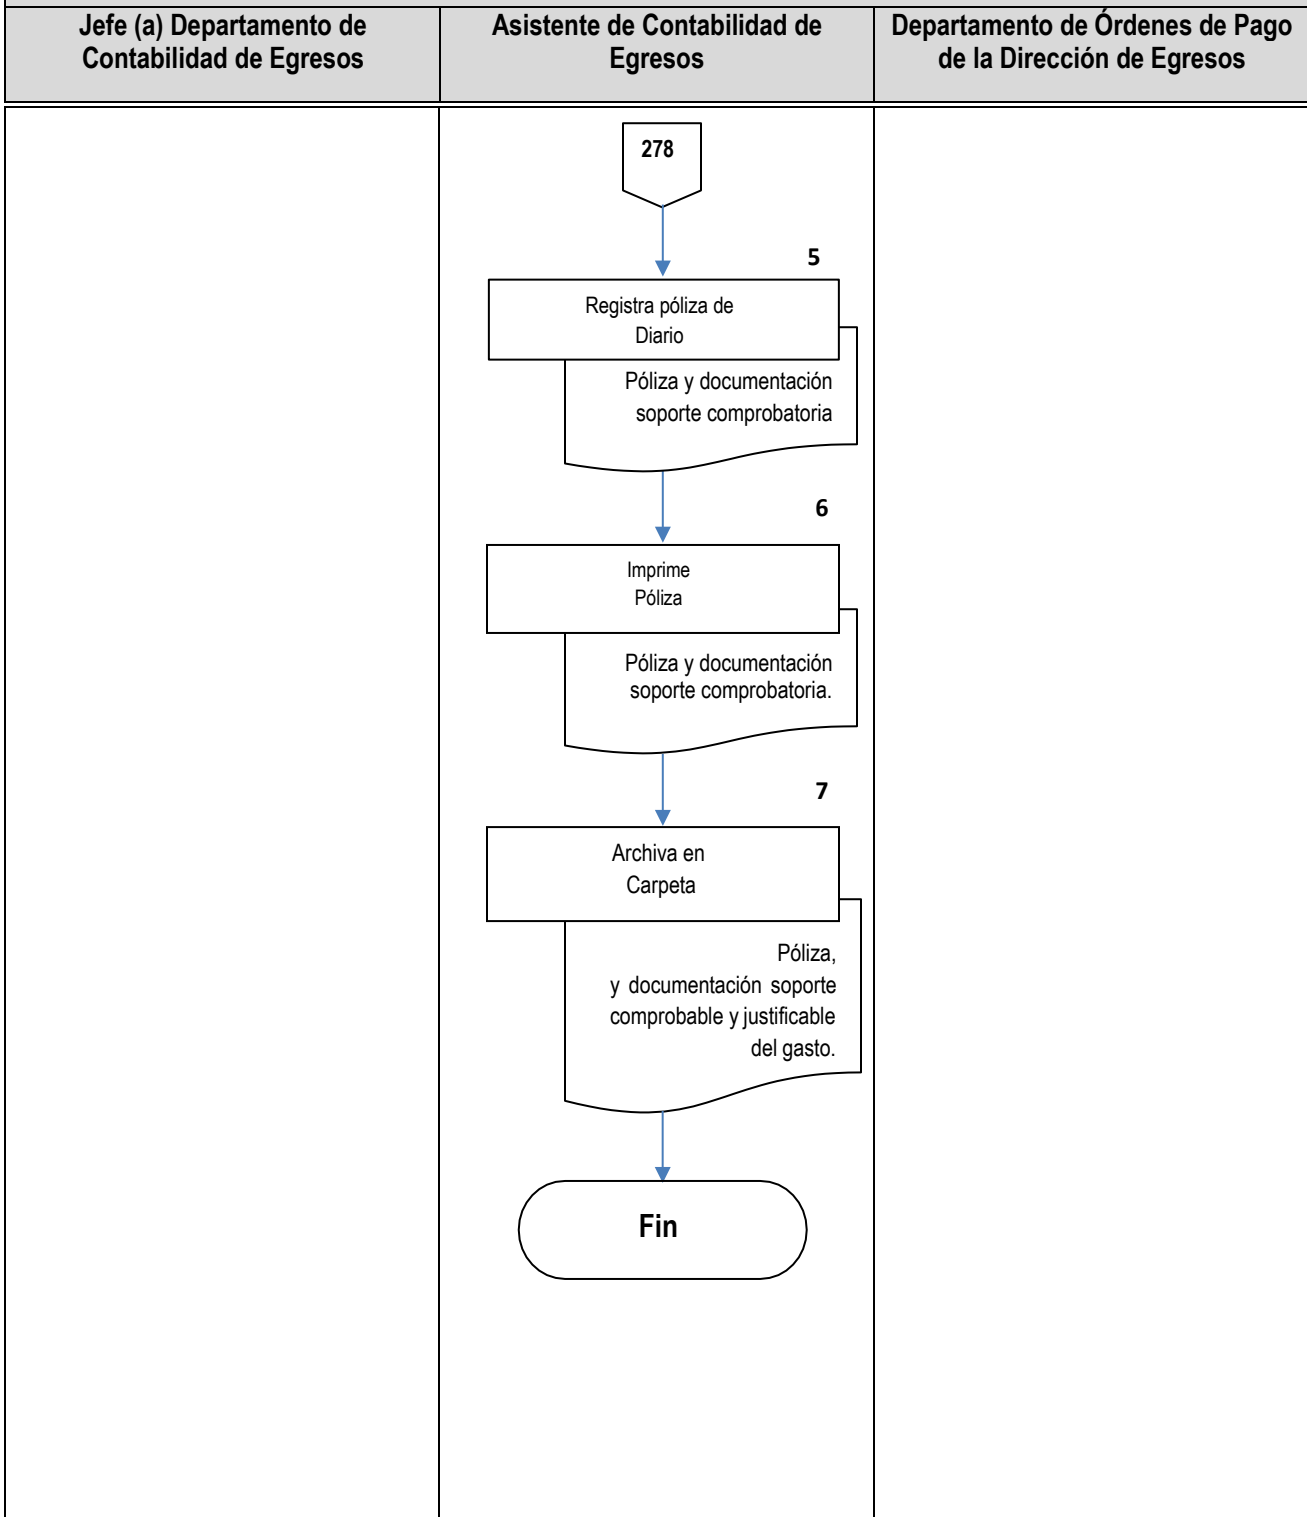 Jefe (a) Departamento de
Contabilidad de Egresos
Asistente de Contabilidad de
Egresos
Departamento de Órdenes de Pago
de la Dirección de Egresos
278
5
Registra póliza de
Diario
Póliza y documentación
soporte comprobatoria
6
Imprime
Póliza
Póliza y documentación
soporte comprobatoria.
7
Archiva en
Carpeta
Póliza,
y documentación soporte
comprobable y justificable
del gasto.
Fin